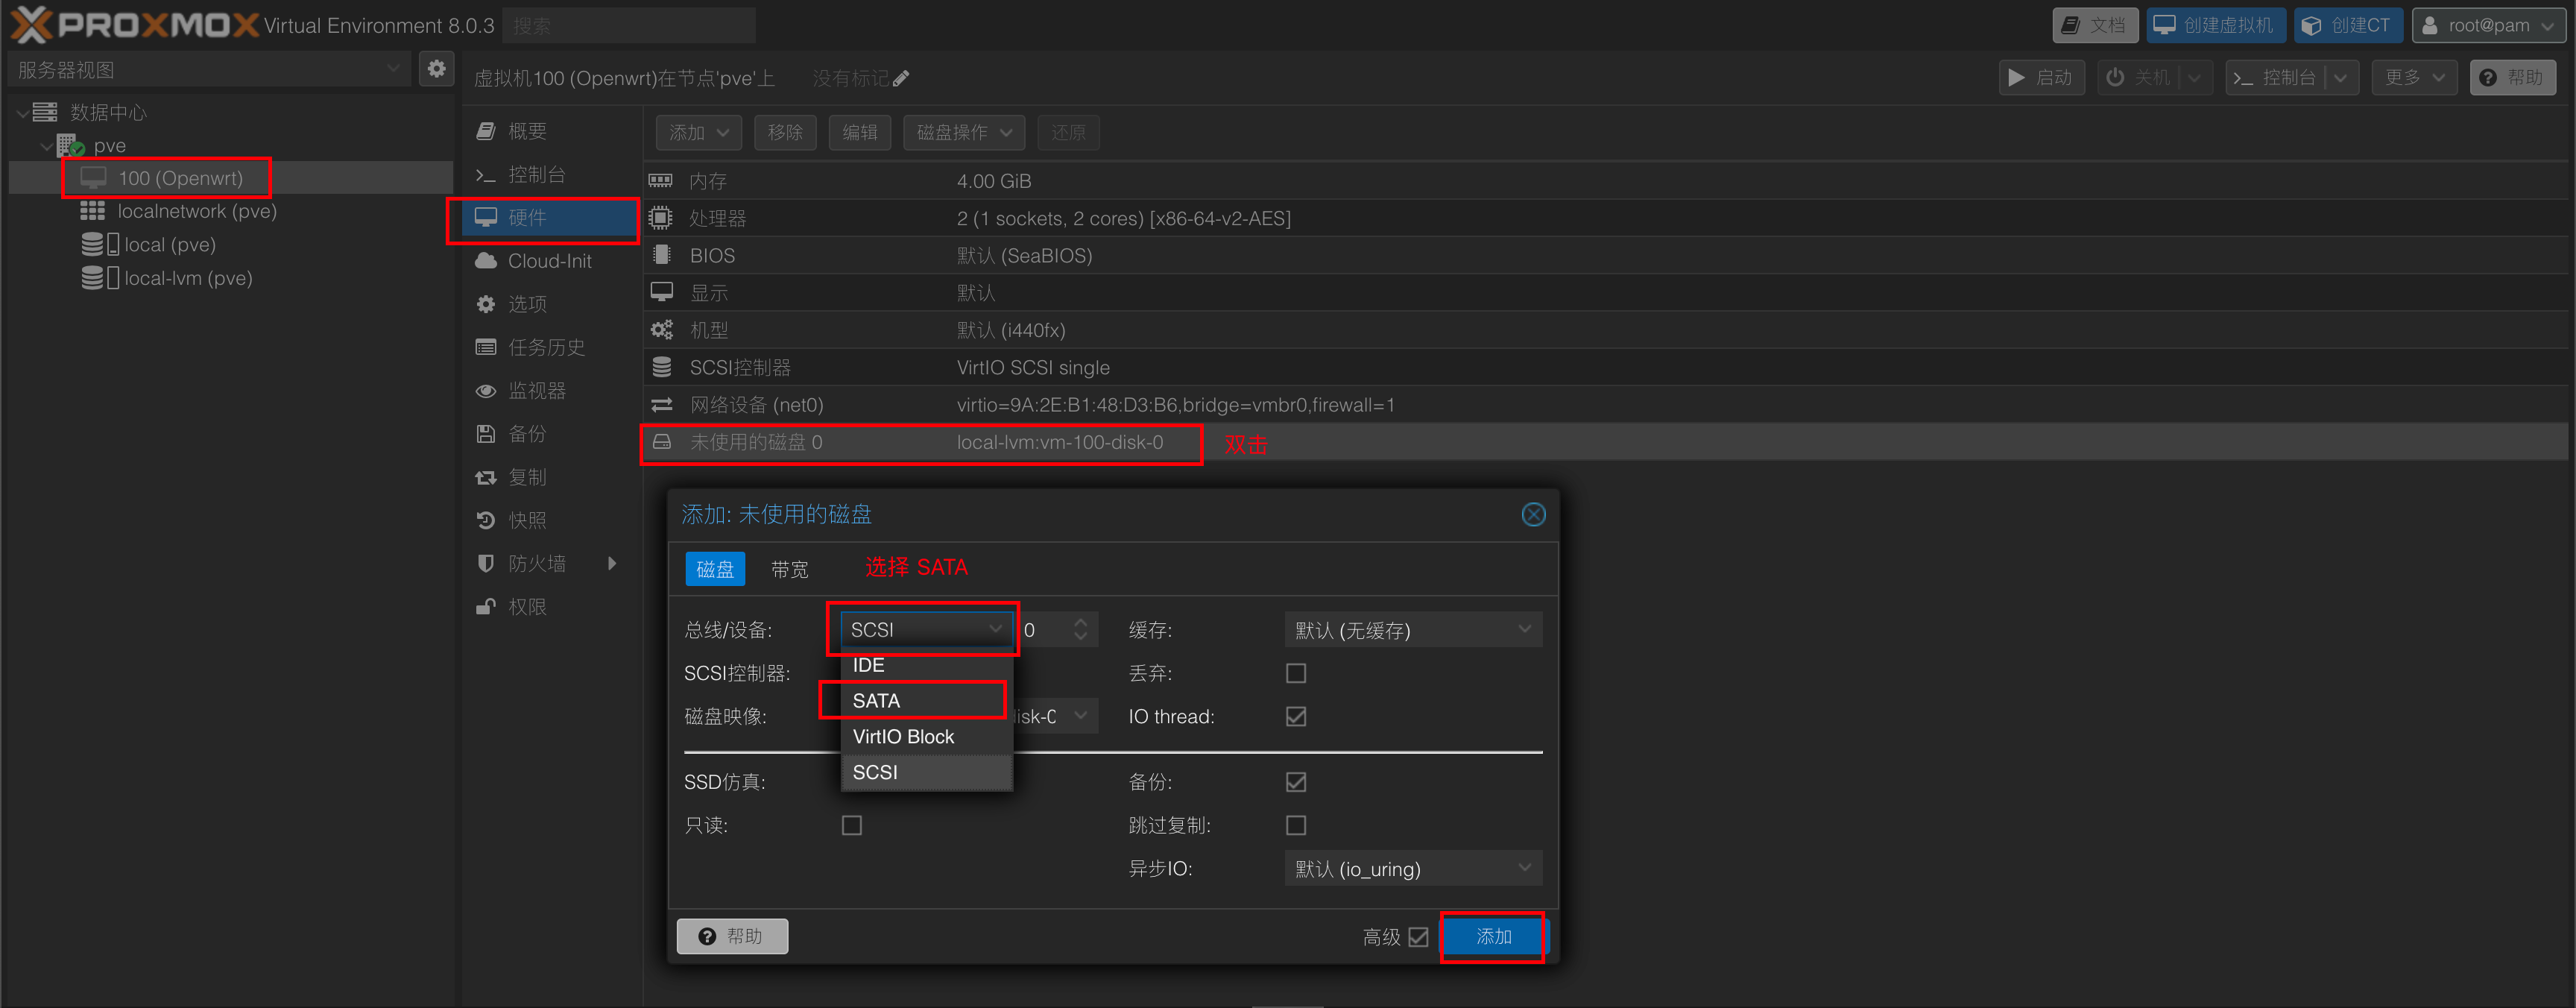 PROXMOX Virtual Environment 8.0.3 搜索 文档 创建虚拟机 创建CT root@pam
服务器视图
虚拟机100 (Openwrt)在节点'pve'上 没有标记 启动 关机 控制台 更多 帮助
数据中心
pve
100 (Openwrt)
localnetwork (pve)
local (pve)
local-lvm (pve)
概要
控制台
硬件
Cloud-Init
选项
任务历史
监视器
备份
复制
快照
防火墙
权限
添加 移除 编辑 磁盘操作 还原
内存 4.00 GiB
处理器 2 (1 sockets, 2 cores) [x86-64-v2-AES]
BIOS 默认 (SeaBIOS)
显示 默认
机型 默认 (i440fx)
SCSI控制器 VirtIO SCSI single
网络设备 (net0) virtio=9A:2E:B1:48:D3:B6,bridge=vmbr0,firewall=1
未使用的磁盘 0 local-lvm:vm-100-disk-0 双击
添加: 未使用的磁盘
磁盘 带宽 选择 SATA
总线/设备: SCSI 0 缓存: 默认 (无缓存)
IDE
SCSI控制器: 丢弃:
SATA
磁盘映像: isk-0 IO thread:
VirtIO Block
SCSI
SSD仿真: 备份:
只读: 跳过复制:
异步IO: 默认 (io_uring)
帮助 高级 添加